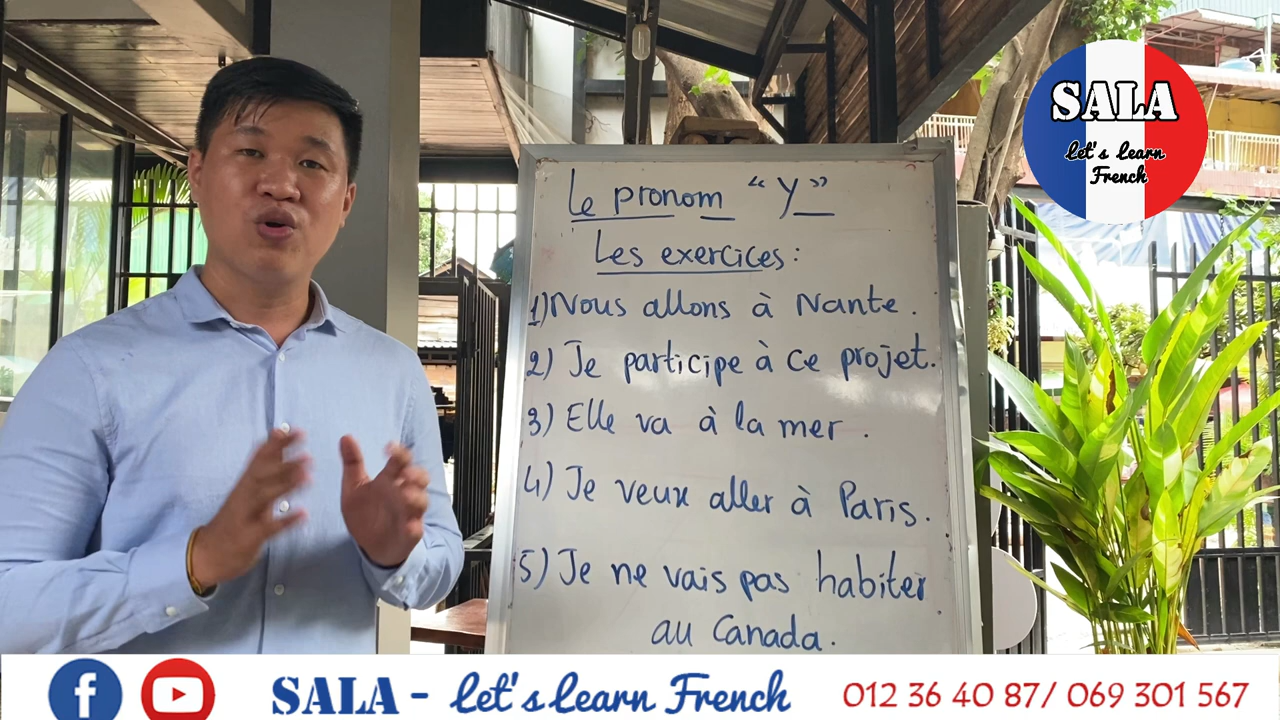 SALA
Let's Learn
French
Le pronom "Y"
Les exercices :
1) Nous allons à Nante.
2) Je participe à ce projet.
3) Elle va à la mer.
4) Je veux aller à Paris.
5) Je ne vais pas habiter
au Canada.
SALA - Let's Learn French 012 36 40 87/ 069 301 567